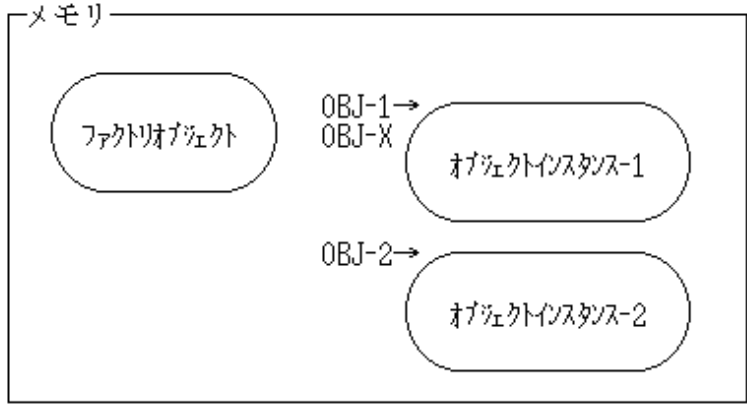 メモリ
ファクトリオブジェクト
OBJ-1→
OBJ-X
オブジェクトインスタンス-1
OBJ-2→
オブジェクトインスタンス-2